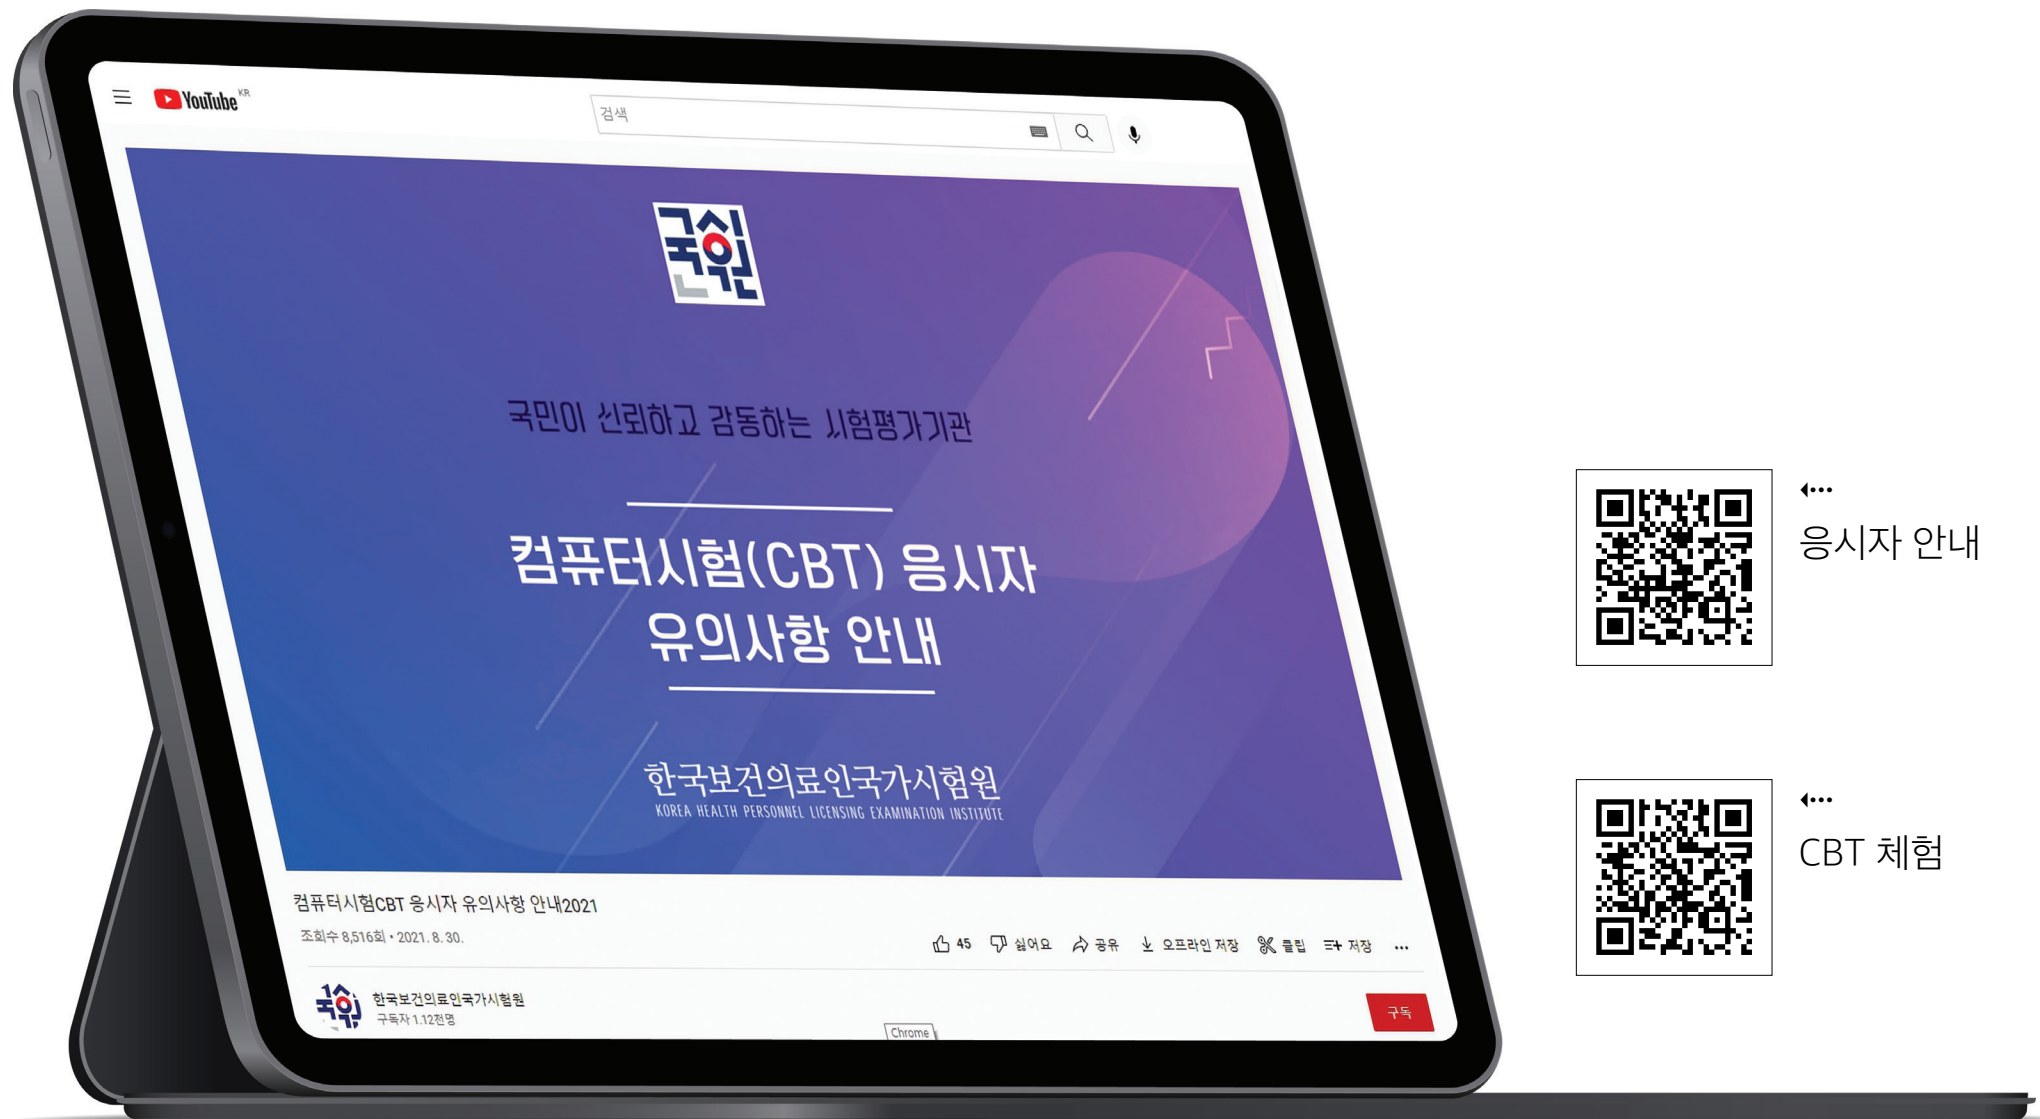 YouTube KR
검색
국시원
국민이 신뢰하고 감동하는 시험평가기관
컴퓨터시험(CBT) 응시자
유의사항 안내
한국보건의료인국가시험원
KOREA HEALTH PERSONNEL LICENSING EXAMINATION INSTITUTE
컴퓨터시험CBT 응시자 유의사항 안내2021
조회수 8,516회 • 2021. 8. 30.
45 싫어요 공유 오프라인 저장 클립 저장 •••
국시원
한국보건의료인국가시험원
구독자 1.12천명
구독
Chrome
응시자 안내
CBT 체험